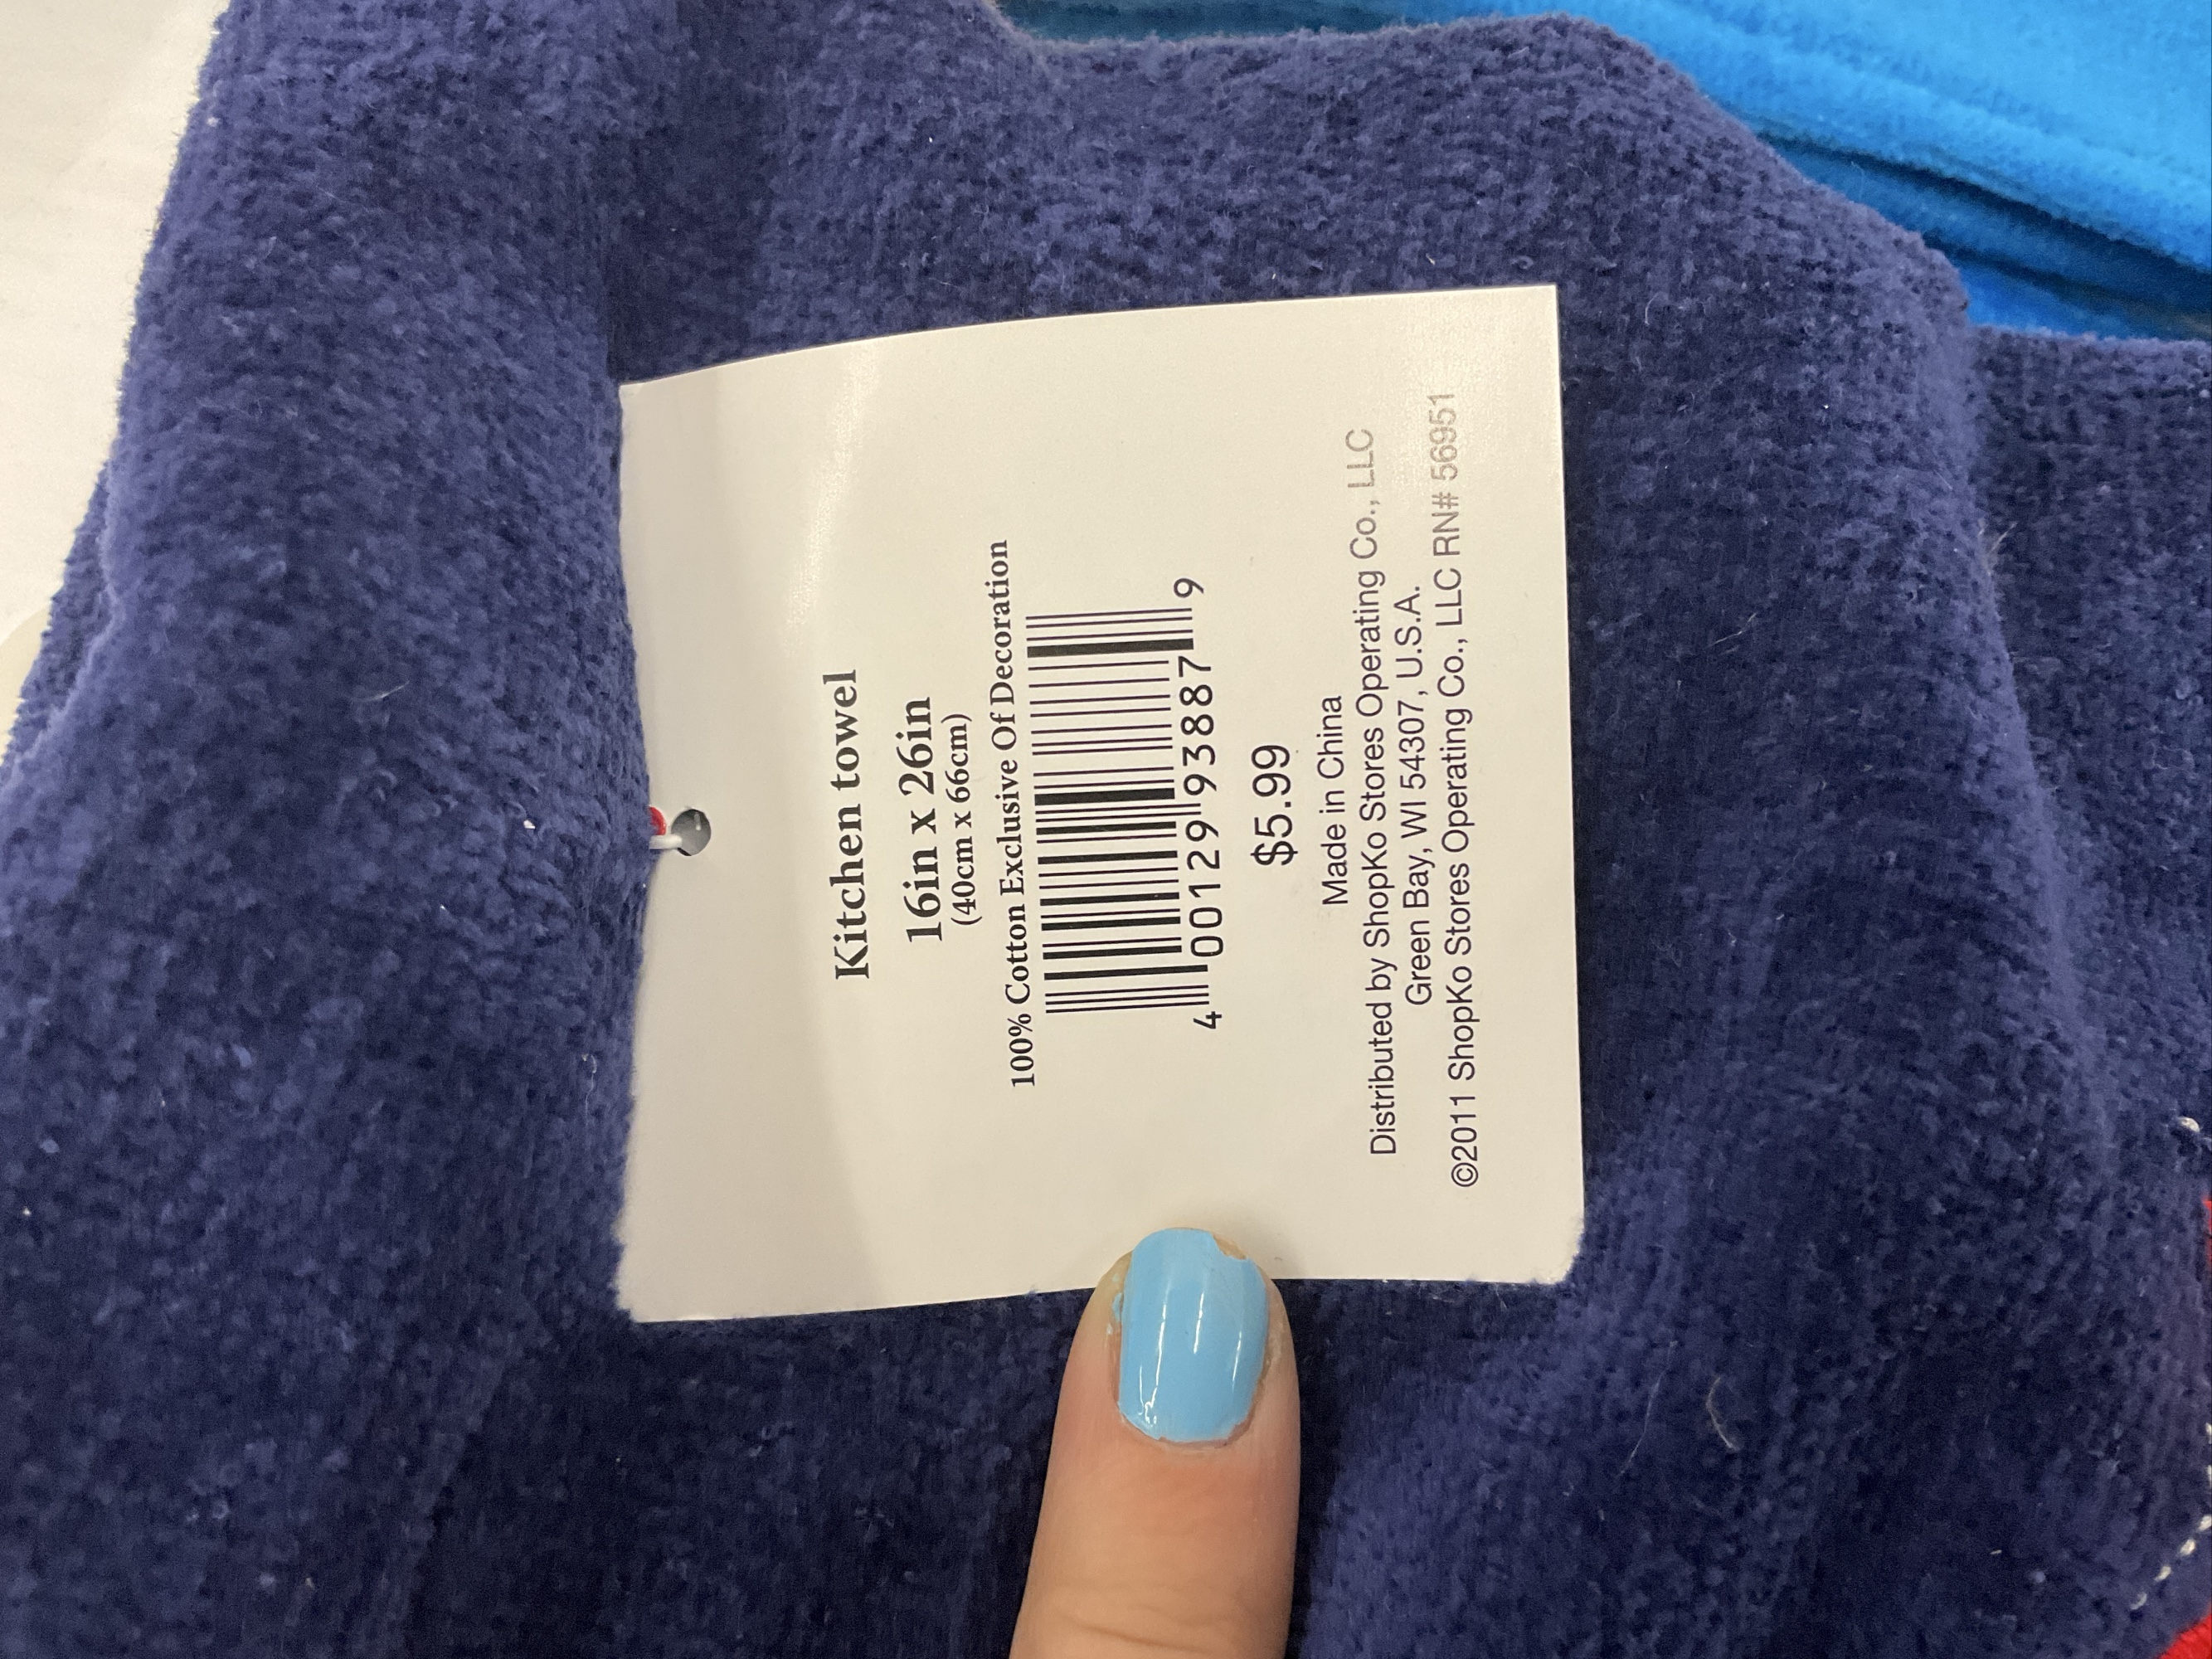 Kitchen towel
16in x 26in
(40cm x 66cm)
100% Cotton Exclusive Of Decoration
4 00129 93887 9
$5.99
Made in China
Distributed by ShopKo Stores Operating Co., LLC
Green Bay, WI 54307, U.S.A.
©2011 ShopKo Stores Operating Co., LLC RN# 56951